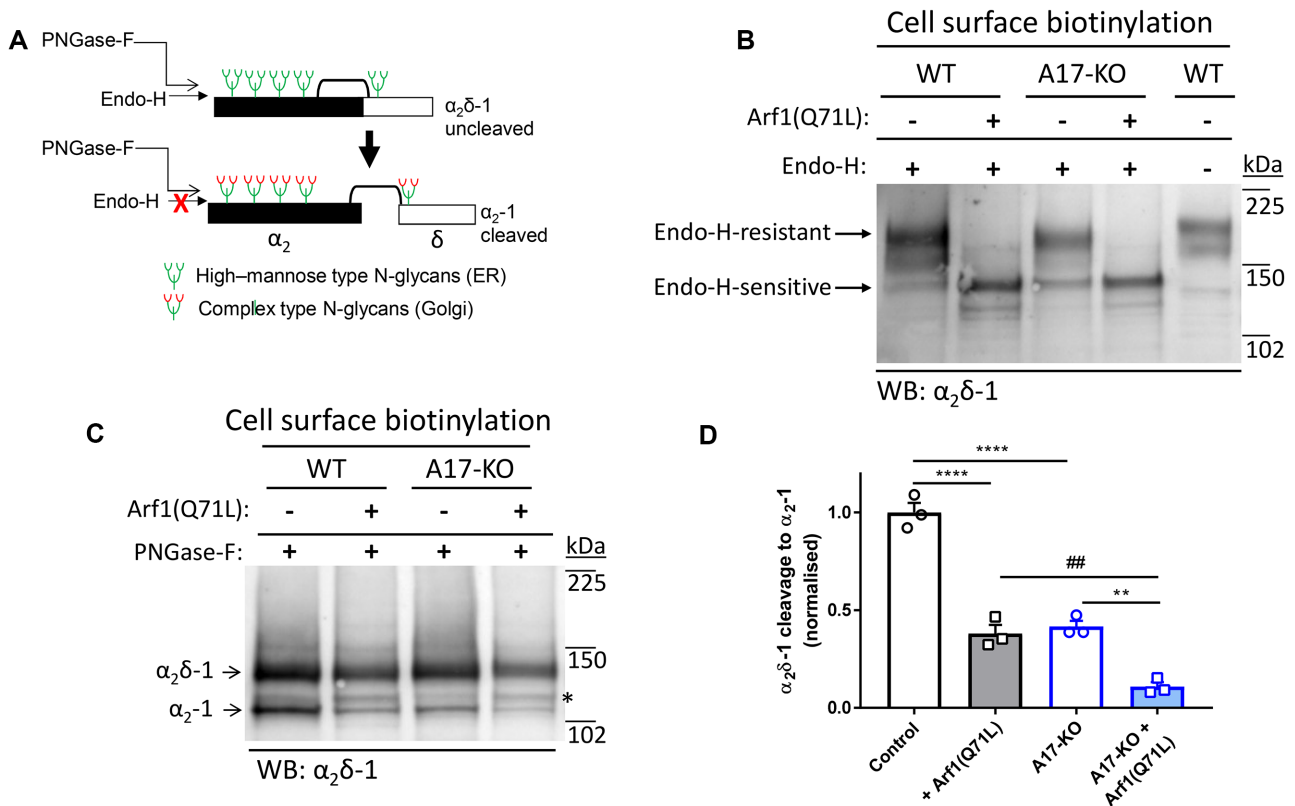 A
PNGase-F
Endo-H
α2δ-1
uncleaved
PNGase-F
Endo-H
X
α2
δ
α2-1
cleaved
High–mannose type N-glycans (ER)
Complex type N-glycans (Golgi)
B
Cell surface biotinylation
WT A17-KO WT
Arf1(Q71L): - + - + -
Endo-H: + + + + -
kDa
225
Endo-H-resistant
150
Endo-H-sensitive
102
WB: α2δ-1
C
Cell surface biotinylation
WT A17-KO
Arf1(Q71L): - + - +
PNGase-F: + + + +
kDa
225
150
α2δ-1
*
α2-1
102
WB: α2δ-1
D
α2δ-1 cleavage to α2-1
(normalised)
1.0
0.5
0.0
****
****
##
**
Control
+ Arf1(Q71L)
A17-KO
A17-KO +
Arf1(Q71L)